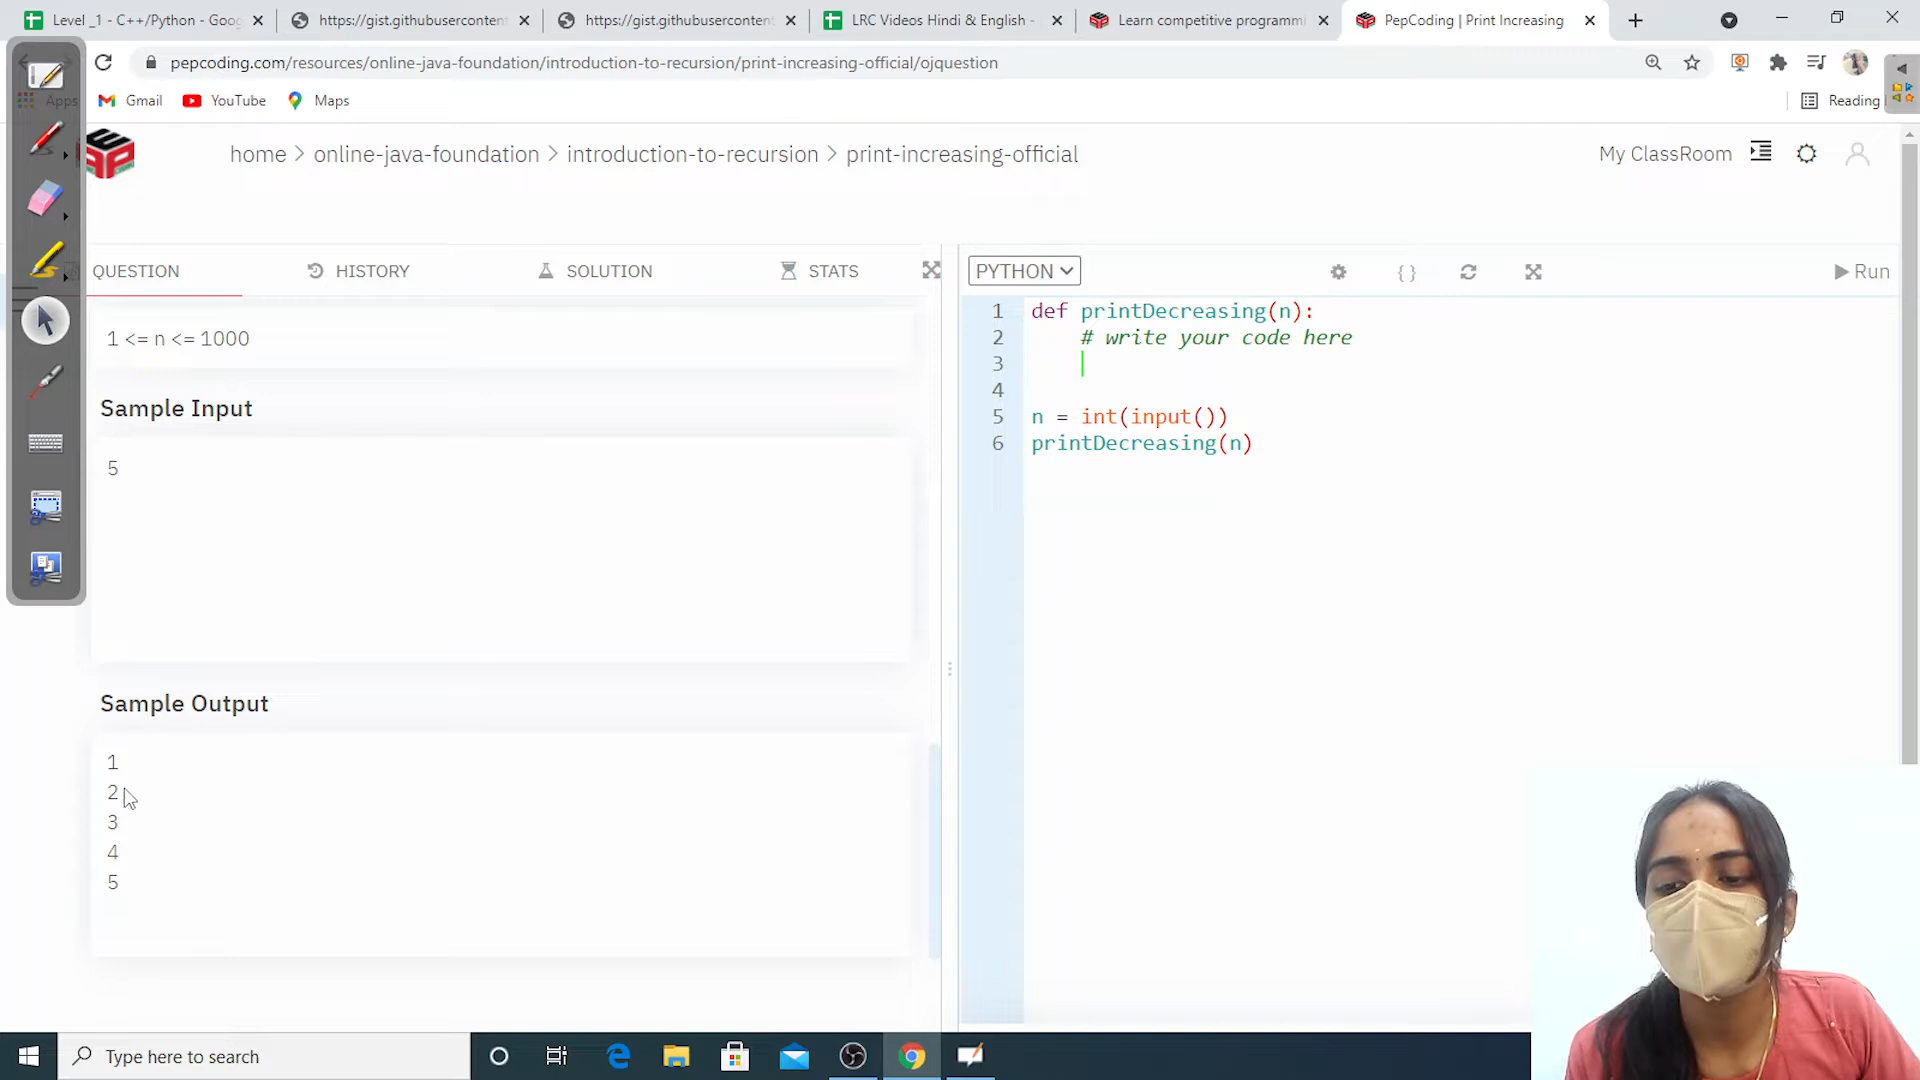 Level _1 - C++/Python - Goog
https://gist.githubusercontent
https://gist.githubusercontent
LRC Videos Hindi & English -
Learn competitive programmi
PepCoding | Print Increasing
pepcoding.com/resources/online-java-foundation/introduction-to-recursion/print-increasing-official/ojquestion
Apps
Gmail
YouTube
Maps
Reading
home > online-java-foundation > introduction-to-recursion > print-increasing-official
My ClassRoom
QUESTION
HISTORY
SOLUTION
STATS
PYTHON
{ }
Run
1 <= n <= 1000
Sample Input
5
Sample Output
1
2
3
4
5
1 def printDecreasing(n):
2 # write your code here
3
4
5 n = int(input())
6 printDecreasing(n)
Type here to search